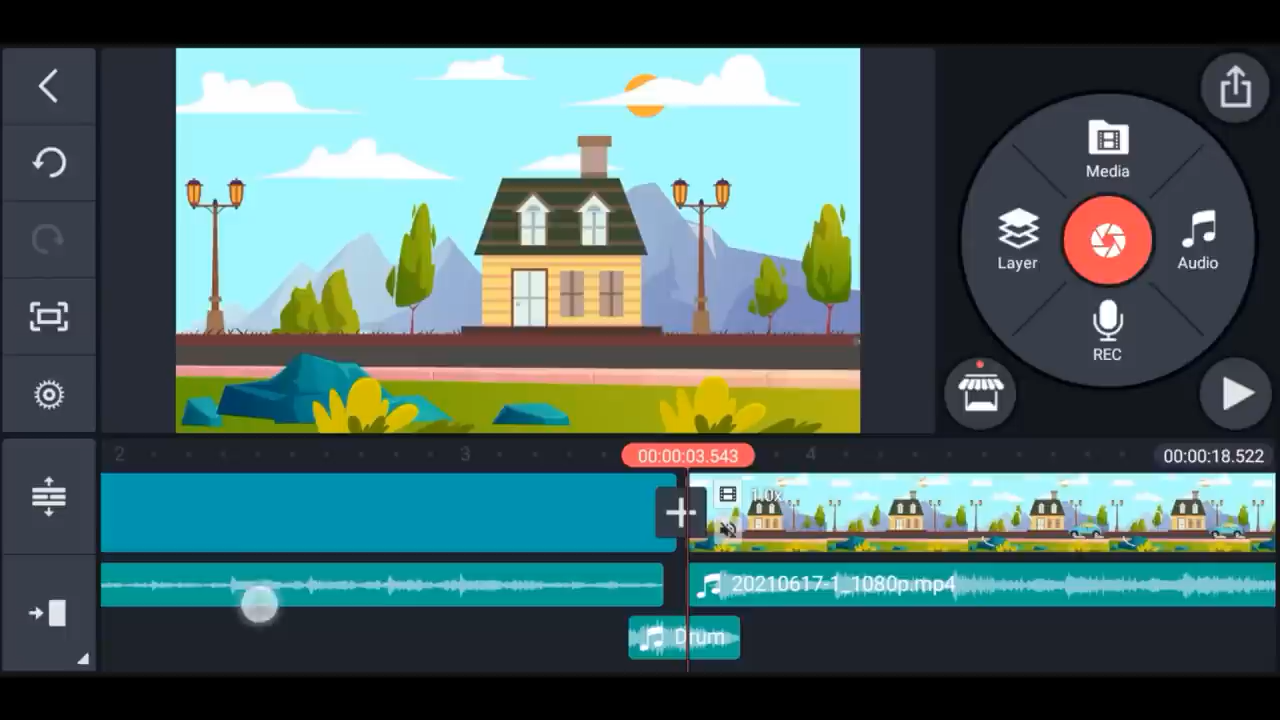 Media
Layer
Audio
REC
2
3
00:00:03.543
4
00:00:18.522
1.0x
20210617-1_1080p.mp4
Drum